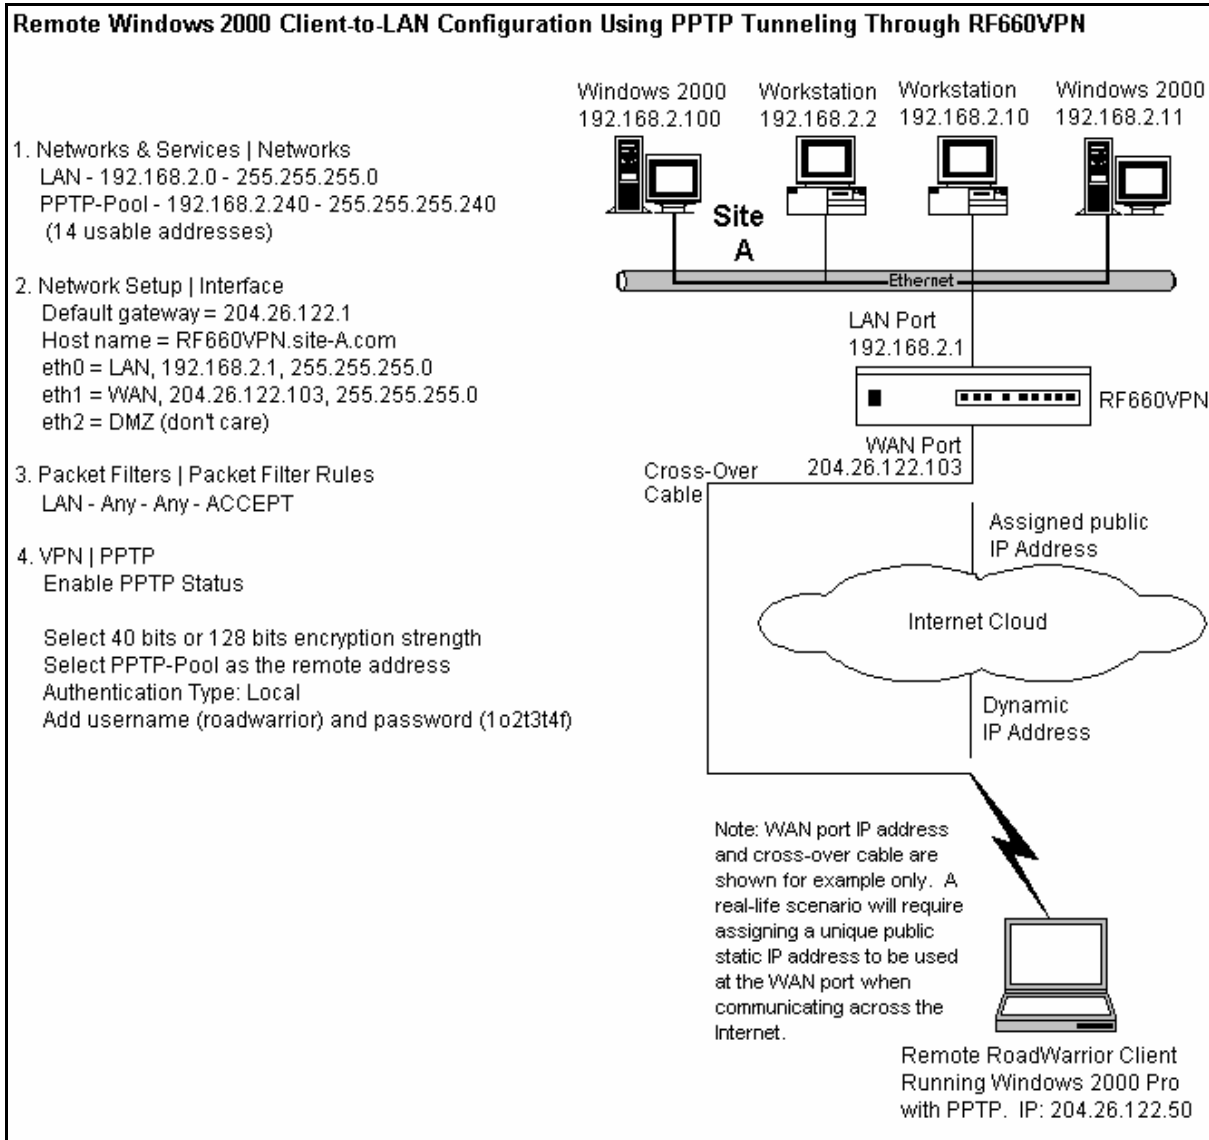 Remote Windows 2000 Client-to-LAN Configuration Using PPTP Tunneling Through RF660VPN
1. Networks & Services | Networks
LAN - 192.168.2.0 - 255.255.255.0
PPTP-Pool - 192.168.2.240 - 255.255.255.240
(14 usable addresses)
2. Network Setup | Interface
Default gateway = 204.26.122.1
Host name = RF660VPN.site-A.com
eth0 = LAN, 192.168.2.1, 255.255.255.0
eth1 = WAN, 204.26.122.103, 255.255.255.0
eth2 = DMZ (don't care)
3. Packet Filters | Packet Filter Rules
LAN - Any - Any - ACCEPT
4. VPN | PPTP
Enable PPTP Status
Select 40 bits or 128 bits encryption strength
Select PPTP-Pool as the remote address
Authentication Type: Local
Add username (roadwarrior) and password (1o2t3t4f)
Windows 2000
192.168.2.100
Workstation
192.168.2.2
Workstation
192.168.2.10
Windows 2000
192.168.2.11
Site
A
Ethernet
LAN Port
192.168.2.1
RF660VPN
WAN Port
204.26.122.103
Cross-Over
Cable
Assigned public
IP Address
Internet Cloud
Dynamic
IP Address
Note: WAN port IP address
and cross-over cable are
shown for example only. A
real-life scenario will require
assigning a unique public
static IP address to be used
at the WAN port when
communicating across the
Internet.
Remote RoadWarrior Client
Running Windows 2000 Pro
with PPTP. IP: 204.26.122.50